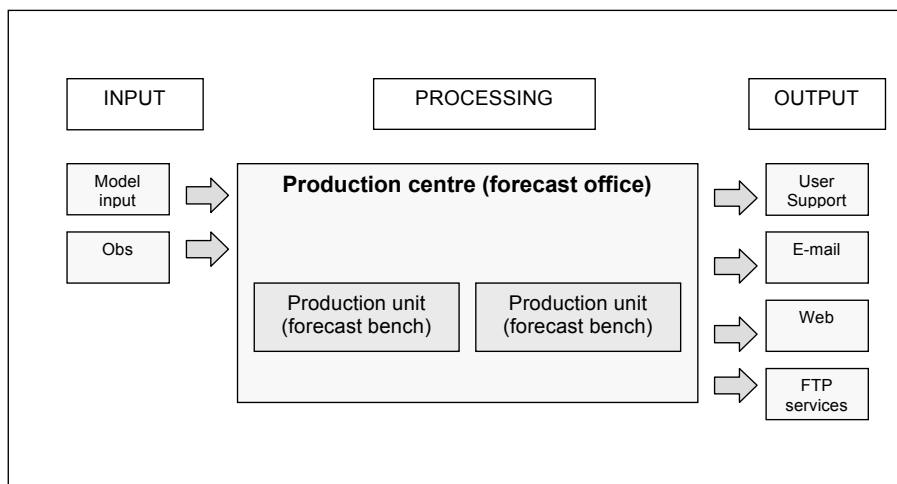 INPUT
PROCESSING
OUTPUT
Model
input
Obs
Production centre (forecast office)
Production unit
(forecast bench)
Production unit
(forecast bench)
User
Support
E-mail
Web
FTP
services